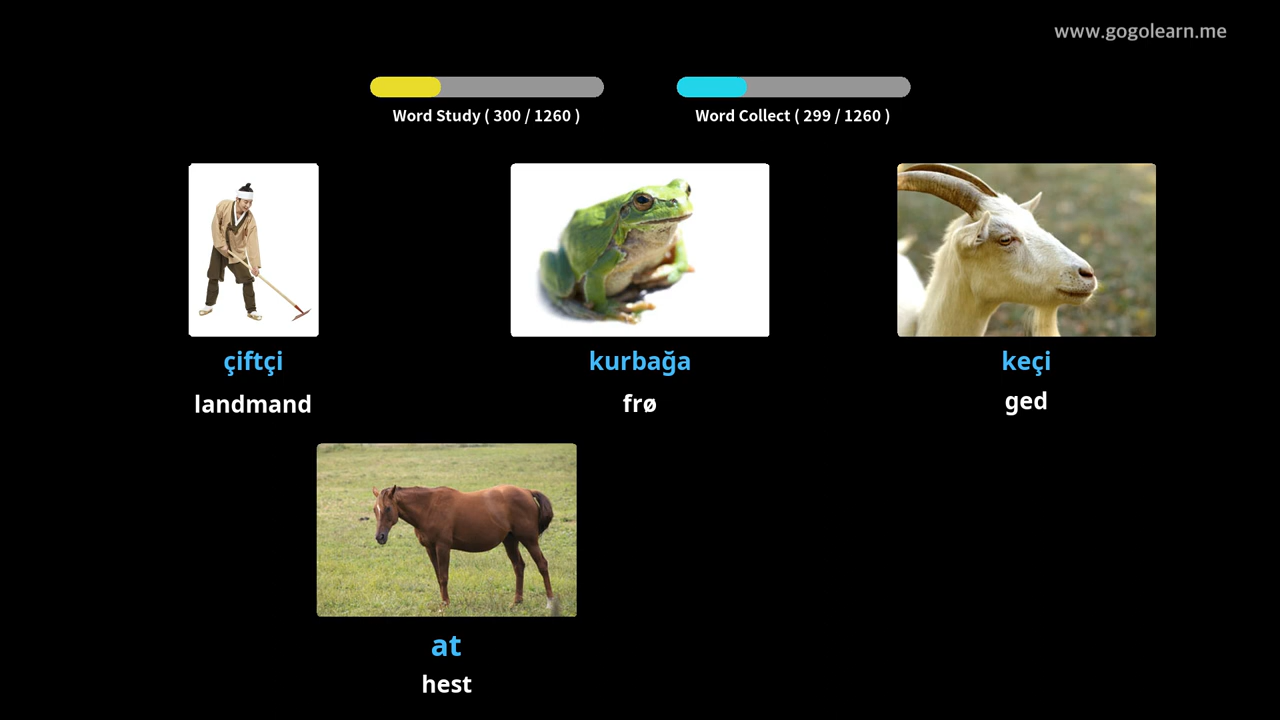 www.gogolearn.me
Word Study ( 300 / 1260 )
Word Collect ( 299 / 1260 )
çiftçi
landmand
kurbağa
frø
keçi
ged
at
hest